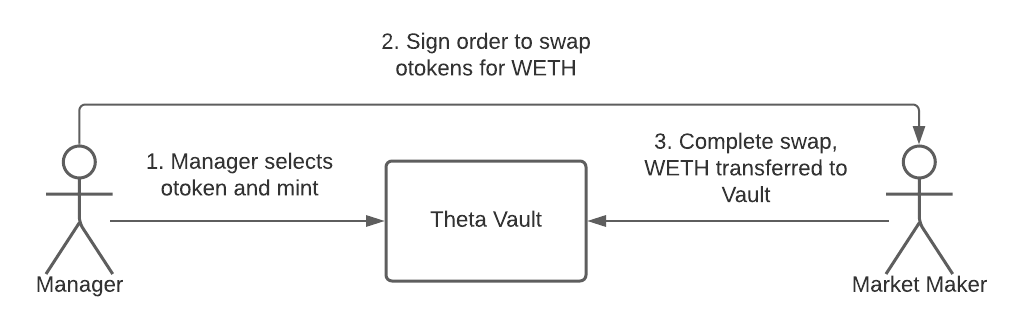 2. Sign order to swap
otokens for WETH
1. Manager selects
otoken and mint
3. Complete swap,
WETH transferred to
Vault
Theta Vault
Manager
Market Maker